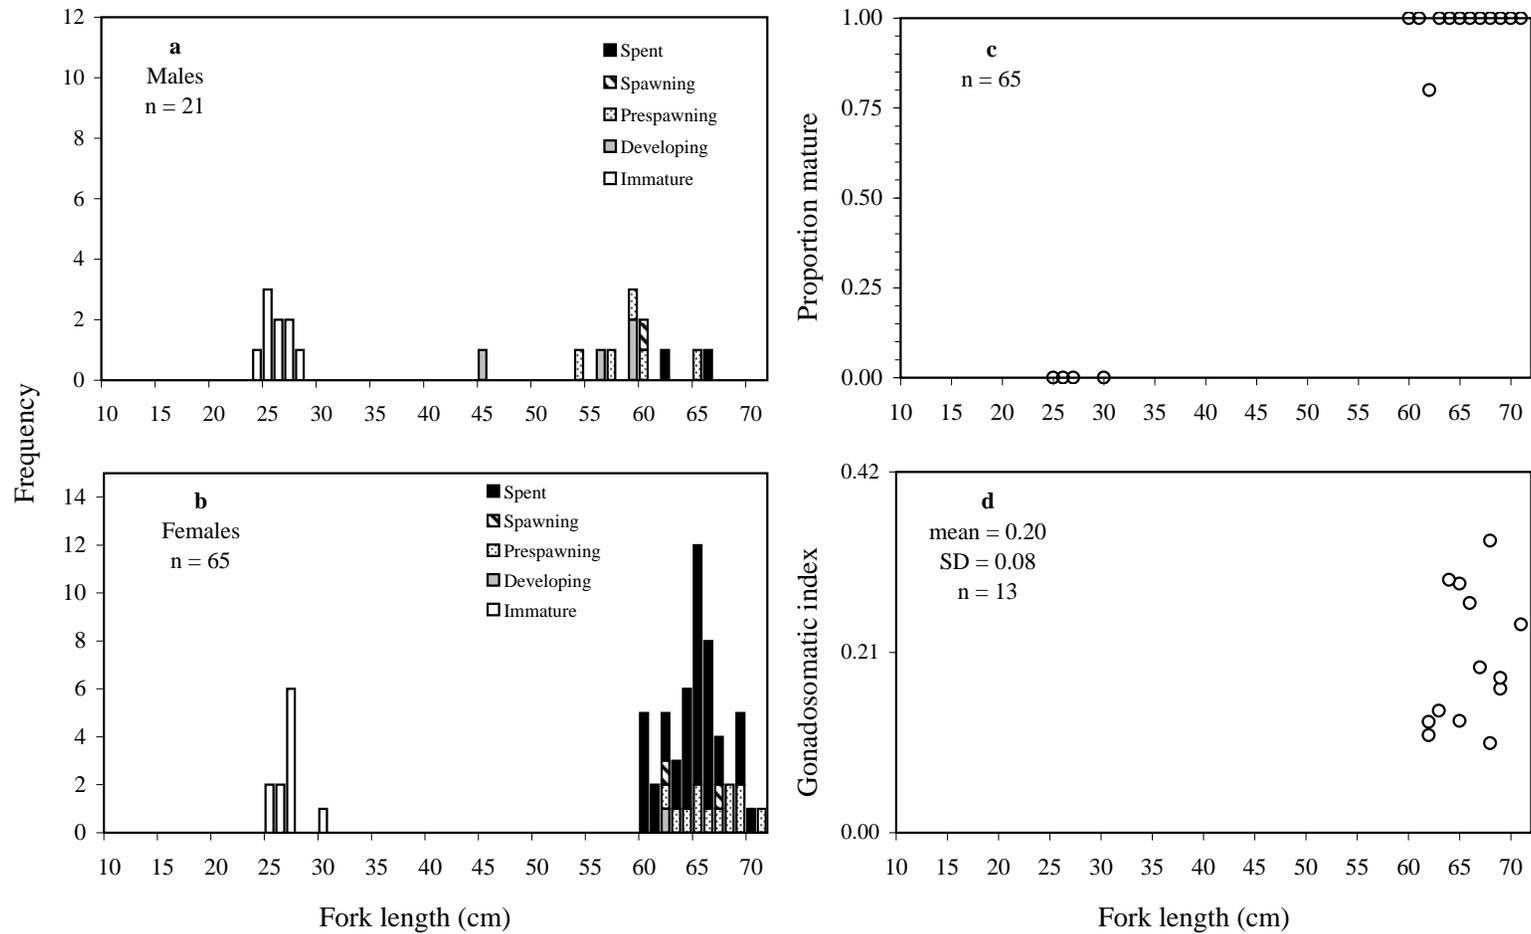 12
10
8
6
4
2
0
a
Males
n = 21
Spent
Spawning
Prespawning
Developing
Immature
10 15 20 25 30 35 40 45 50 55 60 65 70
1.00
0.75
0.50
0.25
0.00
Proportion mature
c
n = 65
10 15 20 25 30 35 40 45 50 55 60 65 70
Frequency
14
12
10
8
6
4
2
0
b
Females
n = 65
Spent
Spawning
Prespawning
Developing
Immature
10 15 20 25 30 35 40 45 50 55 60 65 70
Fork length (cm)
0.42
0.21
0.00
Gonadosomatic index
d
mean = 0.20
SD = 0.08
n = 13
10 15 20 25 30 35 40 45 50 55 60 65 70
Fork length (cm)